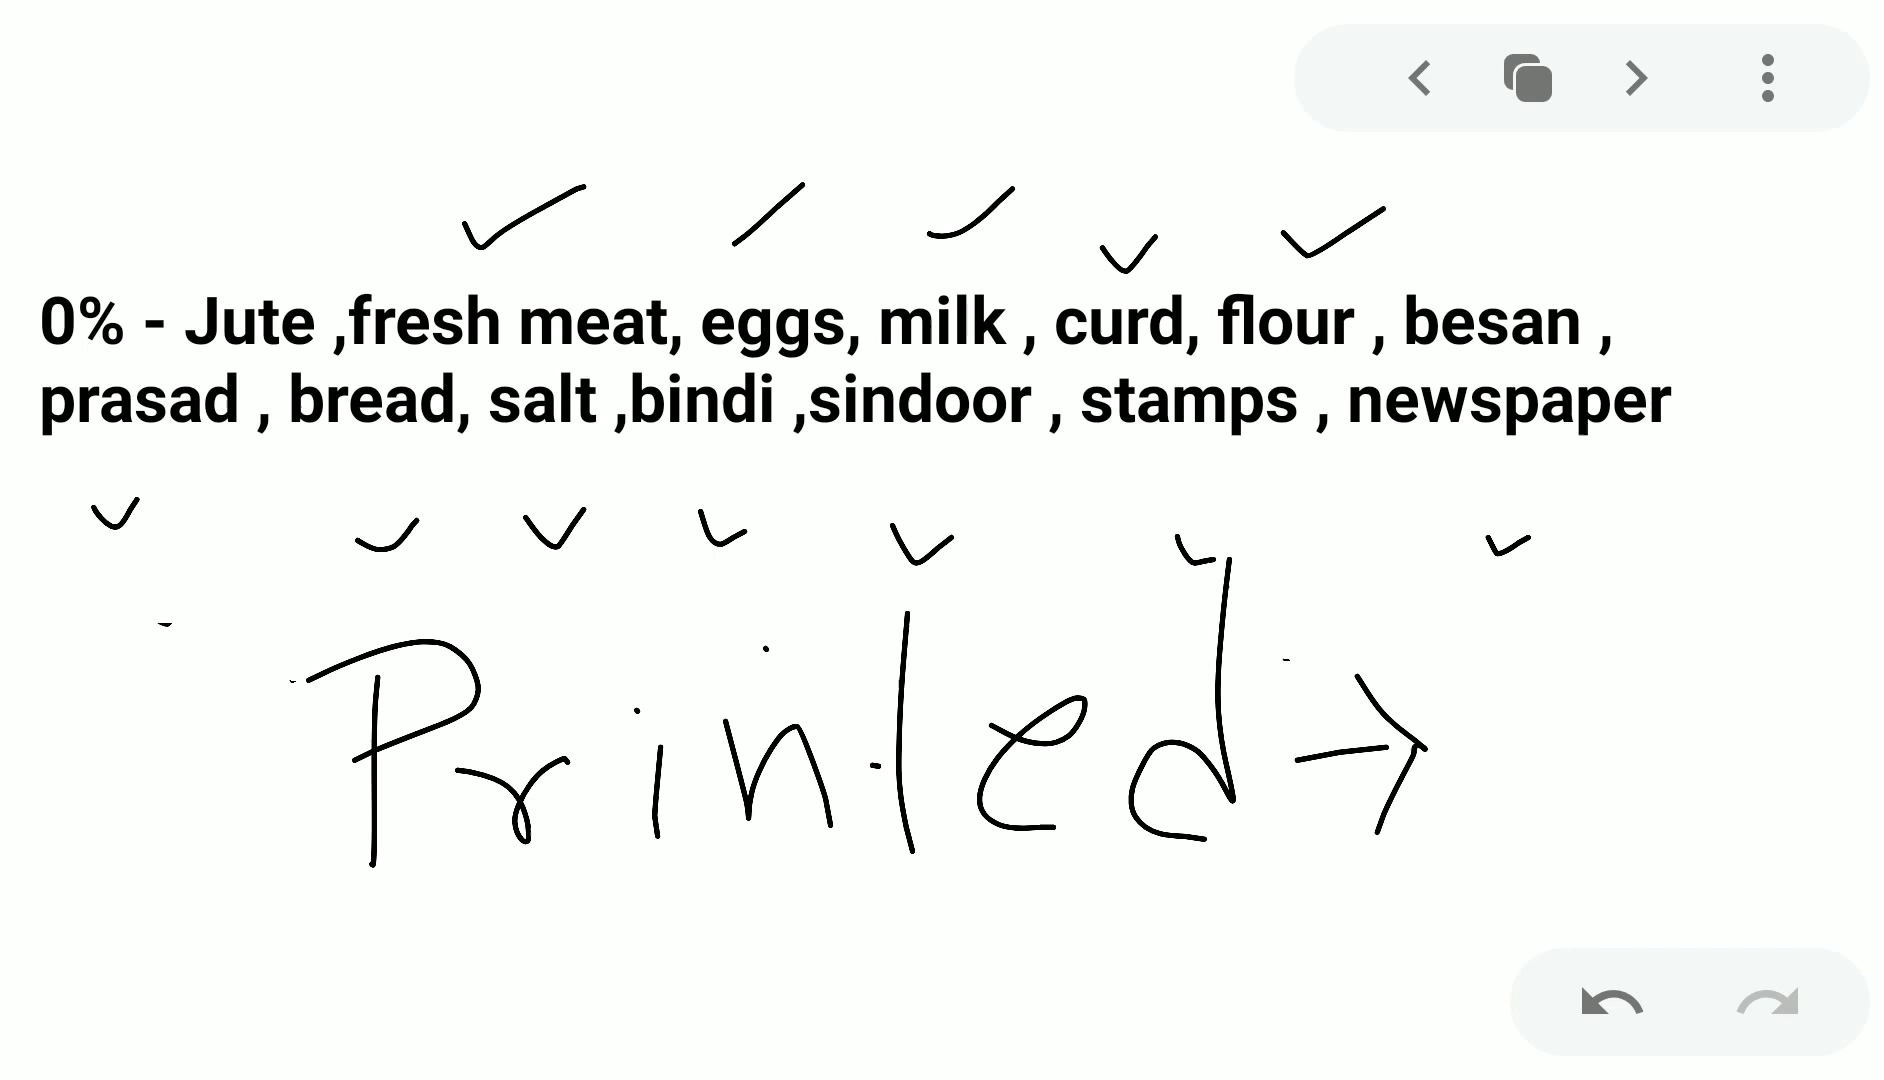 0% - Jute ,fresh meat, eggs, milk , curd, flour , besan ,
prasad , bread, salt ,bindi ,sindoor , stamps , newspaper
Printed →